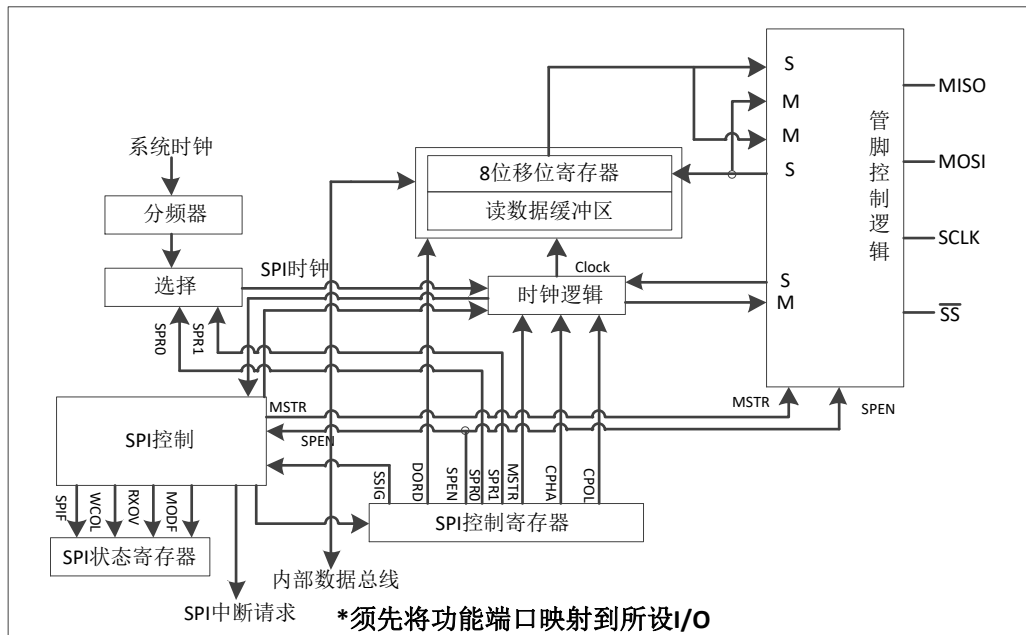 S
MISO
M
M
MOSI
S
管脚控制逻辑
SCLK
S
M
SS
系统时钟
分频器
选择
SPI时钟
8位移位寄存器
读数据缓冲区
Clock
时钟逻辑
SPR0
SPR1
MSTR
SPEN
MSTR
SPEN
SPI控制
SSIG
DORD
SPEN
SPR0
SPR1
MSTR
CPHA
CPOL
SPI控制寄存器
SPIF
WCOL
RXOV
MODF
SPI状态寄存器
内部数据总线
SPI中断请求
*须先将功能端口映射到所设I/O